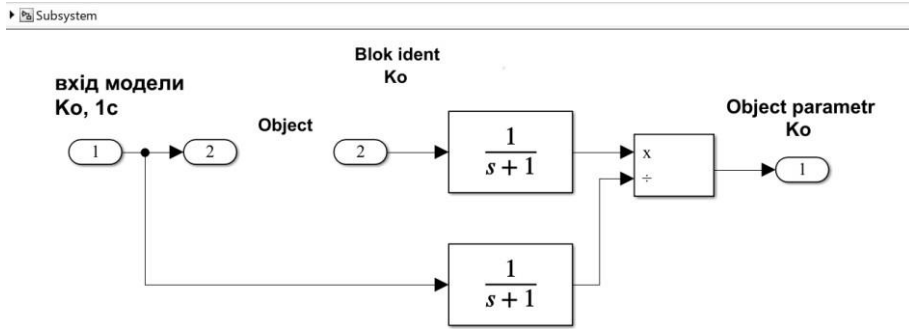 Subsystem
Blok ident
Ko
вхід модели
Ko, 1c
Object
Object parametr
Ko
1
2
2
1
s + 1
x
÷
1
1
s + 1